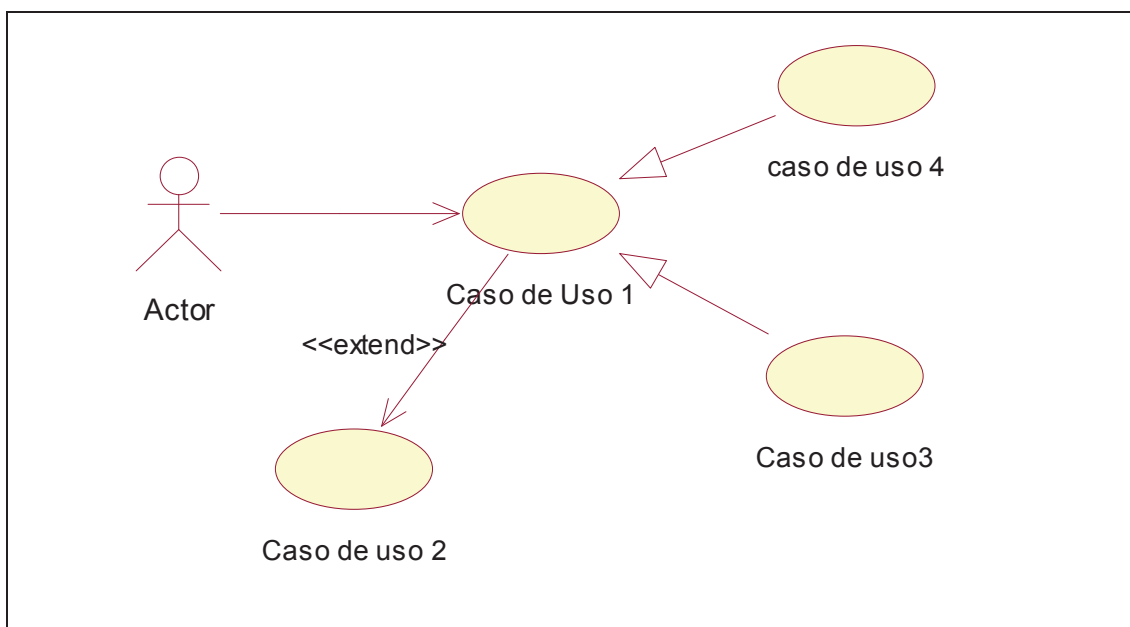 caso de uso 4
Actor
Caso de Uso 1
<<extend>>
Caso de uso3
Caso de uso 2